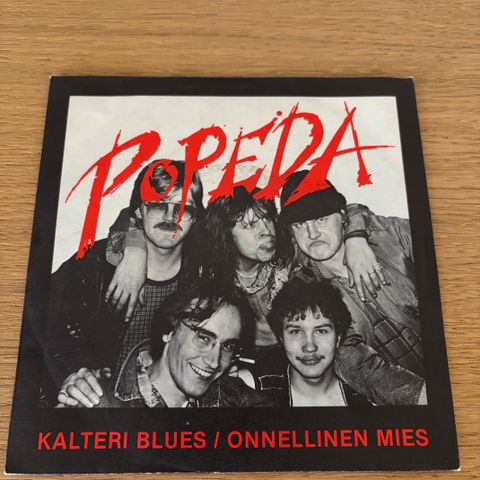 POPEDA
KALTERI BLUES / ONNELLINEN MIES